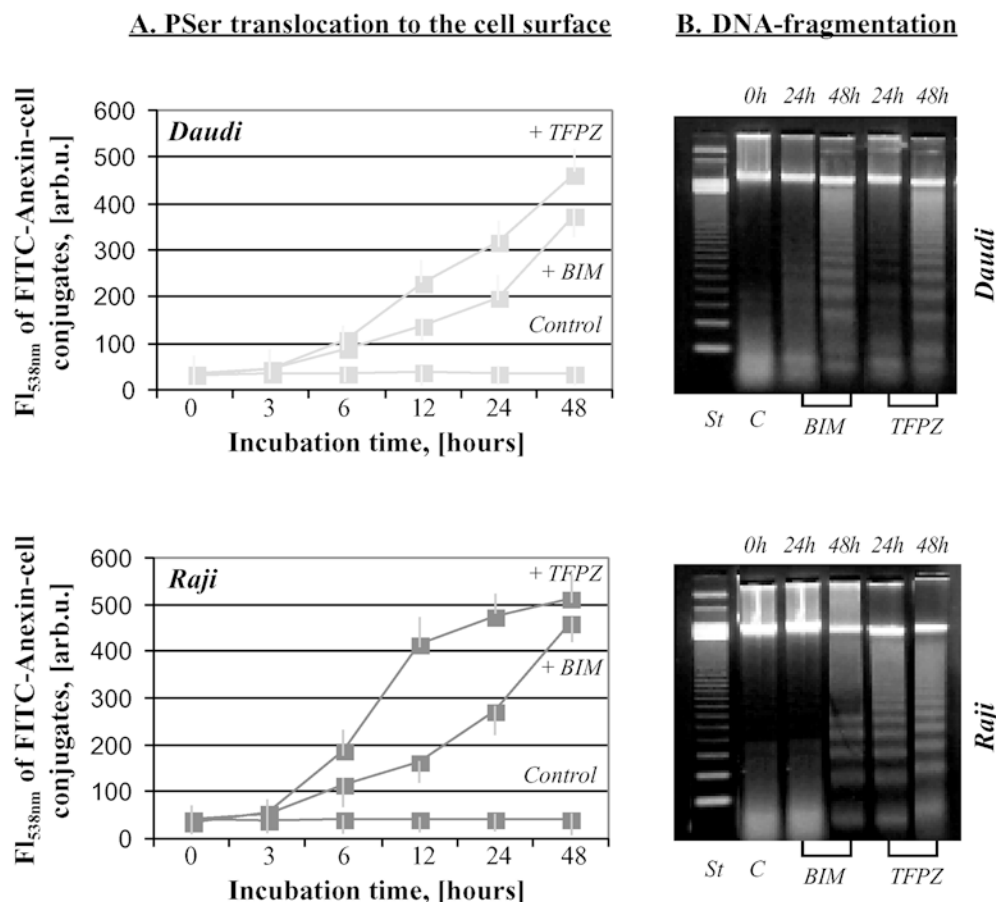 A. PSer translocation to the cell surface
B. DNA-fragmentation
Fl538nm of FITC-Anexin-cell
conjugates, [arb.u.]
600
500
400
300
200
100
0
Daudi
+ TFPZ
+ BIM
Control
0 3 6 12 24 48
Incubation time, [hours]
0h 24h 48h 24h 48h
St C BIM TFPZ
Daudi
Fl538nm of FITC-Anexin-cell
conjugates, [arb.u.]
600
500
400
300
200
100
0
Raji
+ TFPZ
+ BIM
Control
0 3 6 12 24 48
Incubation time, [hours]
0h 24h 48h 24h 48h
St C BIM TFPZ
Raji